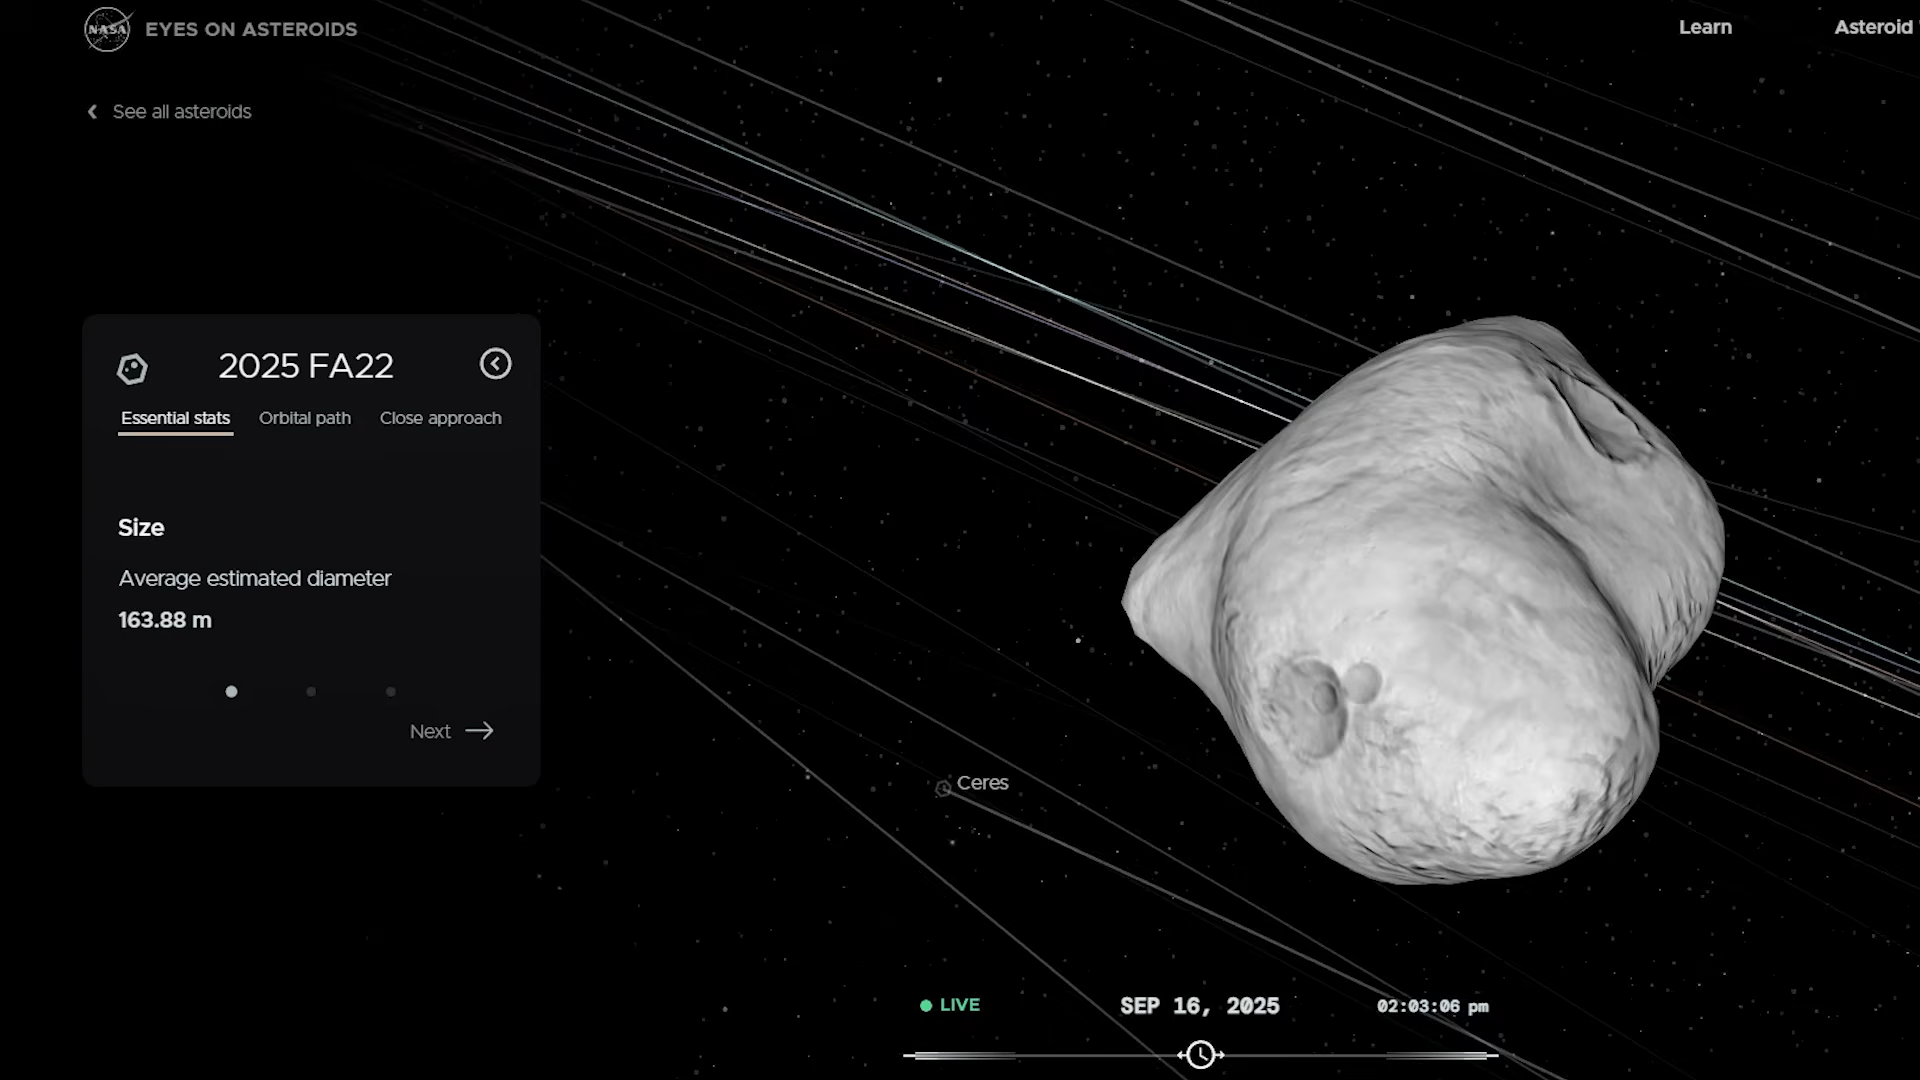 NASA
EYES ON ASTEROIDS
Learn
Asteroid
See all asteroids
2025 FA22
Essential stats
Orbital path
Close approach
Size
Average estimated diameter
163.88 m
Next
Ceres
LIVE
SEP 16, 2025
02:03:06 pm